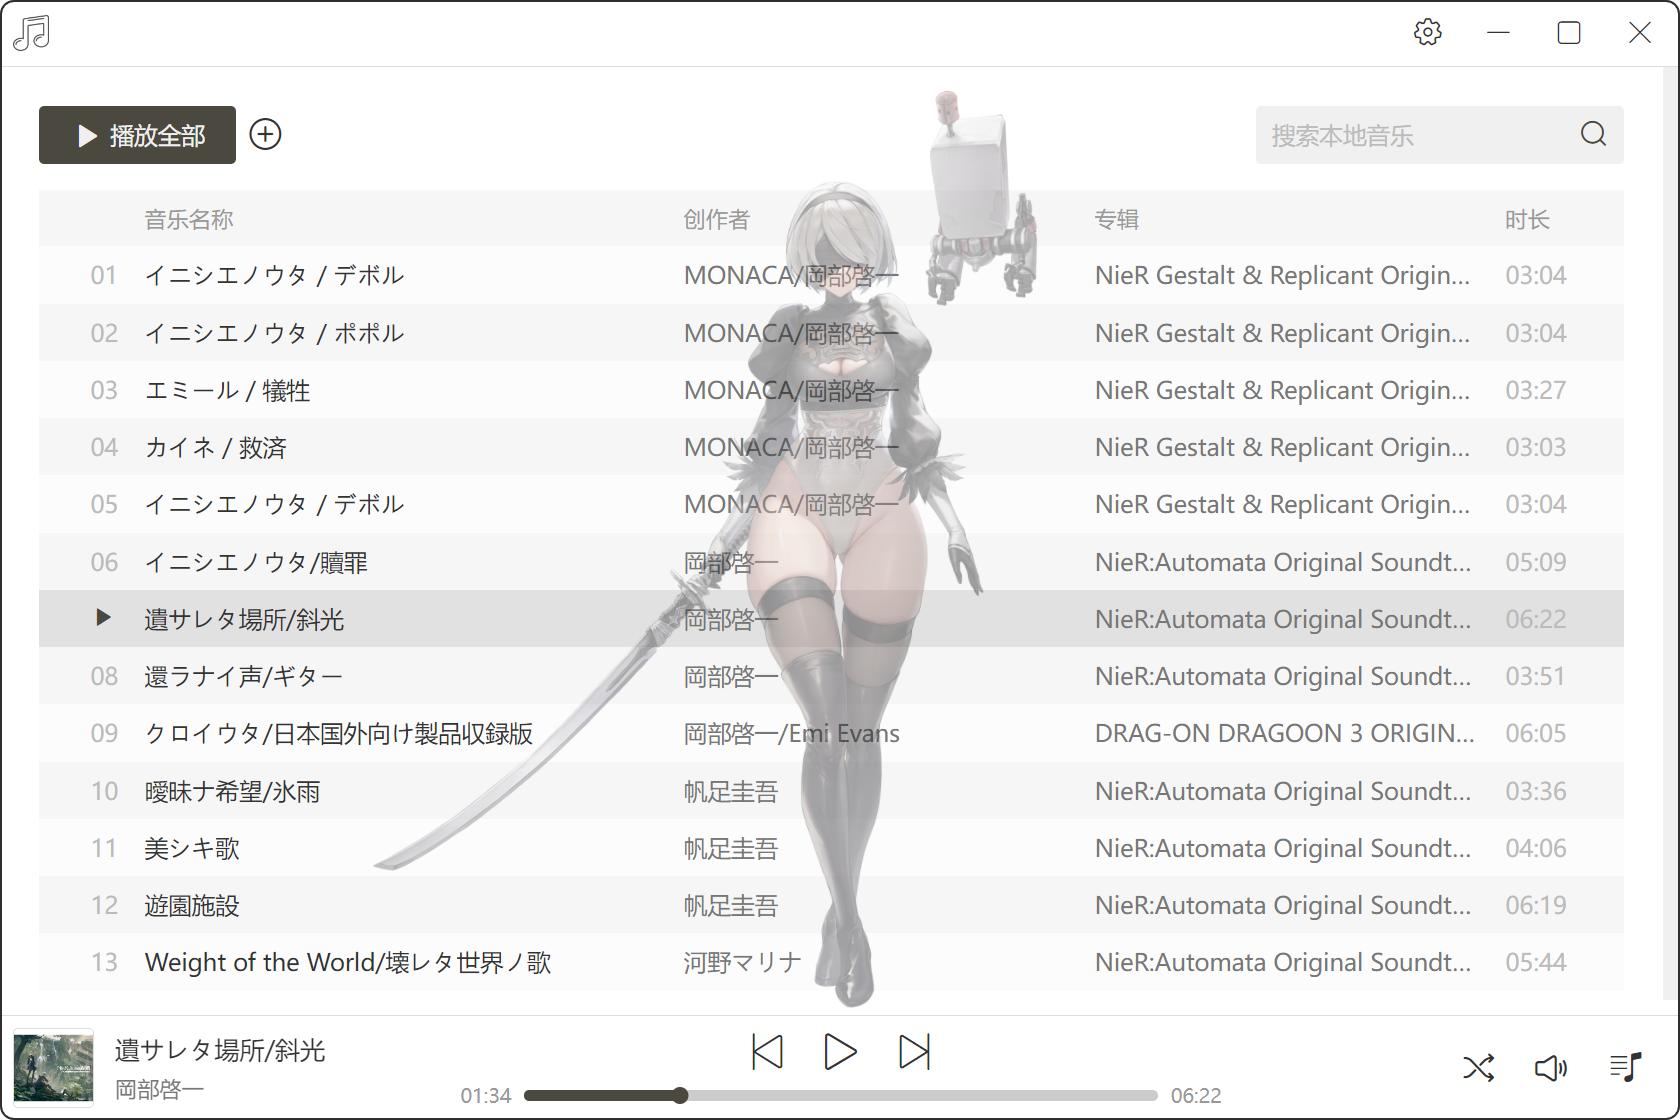 播放全部
搜索本地音乐
音乐名称 创作者 专辑 时长
01 イニシエノウタ / デボル MONACA/岡部啓一 NieR Gestalt & Replicant Origin... 03:04
02 イニシエノウタ / ポポル MONACA/岡部啓一 NieR Gestalt & Replicant Origin... 03:04
03 エミール / 犠牲 MONACA/岡部啓一 NieR Gestalt & Replicant Origin... 03:27
04 カイネ / 救済 MONACA/岡部啓一 NieR Gestalt & Replicant Origin... 03:03
05 イニシエノウタ / デボル MONACA/岡部啓一 NieR Gestalt & Replicant Origin... 03:04
06 イニシエノウタ/贖罪 岡部啓一 NieR:Automata Original Soundt... 05:09
遺サレタ場所/斜光 岡部啓一 NieR:Automata Original Soundt... 06:22
08 還ラナイ声/ギター 岡部啓一 NieR:Automata Original Soundt... 03:51
09 クロイウタ/日本国外向け製品収録版 岡部啓一/Emi Evans DRAG-ON DRAGOON 3 ORIGIN... 06:05
10 曖昧ナ希望/氷雨 帆足圭吾 NieR:Automata Original Soundt... 03:36
11 美シキ歌 帆足圭吾 NieR:Automata Original Soundt... 04:06
12 遊園施設 帆足圭吾 NieR:Automata Original Soundt... 06:19
13 Weight of the World/壊レタ世界ノ歌 河野マリナ NieR:Automata Original Soundt... 05:44
遺サレタ場所/斜光
岡部啓一
01:34 06:22